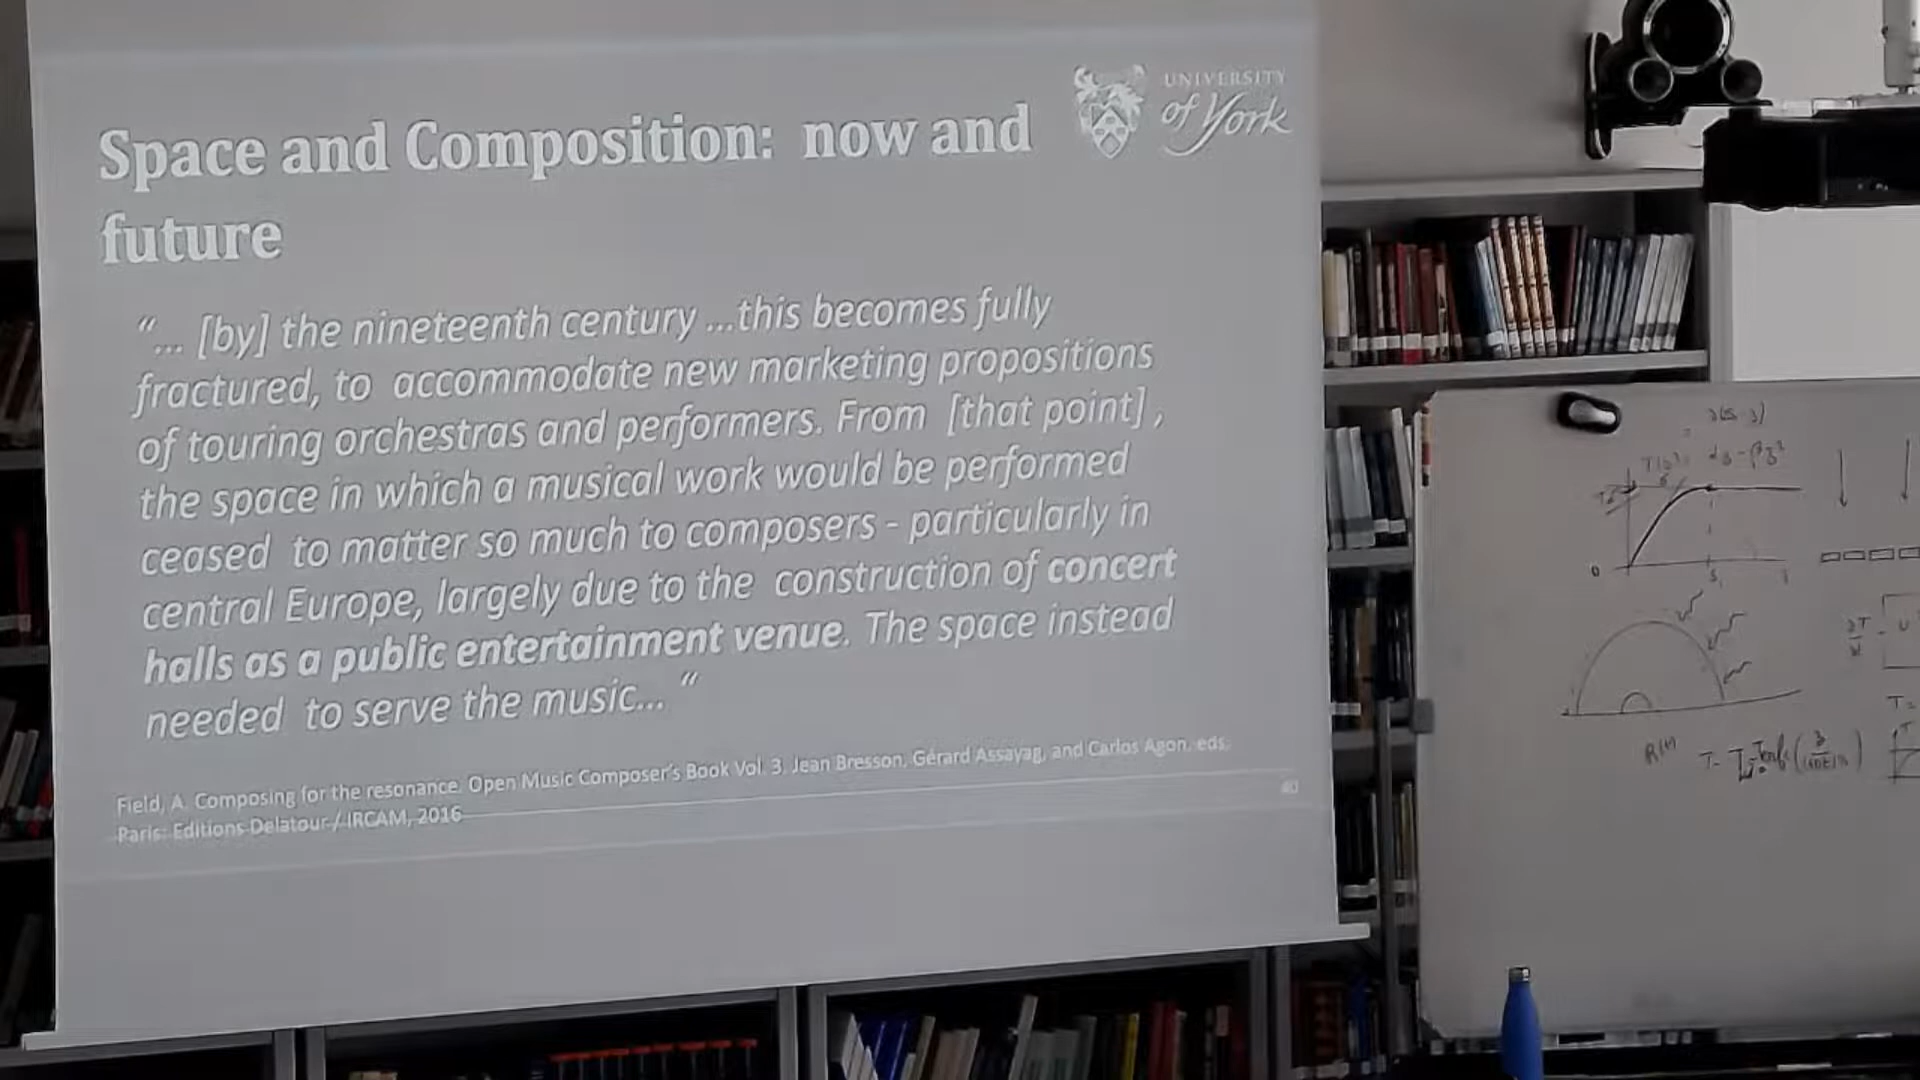 Space and Composition:  now and
future
UNIVERSITY
of York
“... [by] the nineteenth century ...this becomes fully
fractured, to  accommodate new marketing propositions
of touring orchestras and performers. From  [that point] ,
the space in which a musical work would be performed
ceased  to matter so much to composers - particularly in
central Europe, largely due to the  construction of concert
halls as a public entertainment venue. The space instead
needed  to serve the music... “
Field, A. Composing for the resonance. Open Music Composer's Book Vol. 3. Jean Bresson, Gérard Assayag, and Carlos Agon, eds.
Paris: Editions Delatour / IRCAM, 2016
40
0